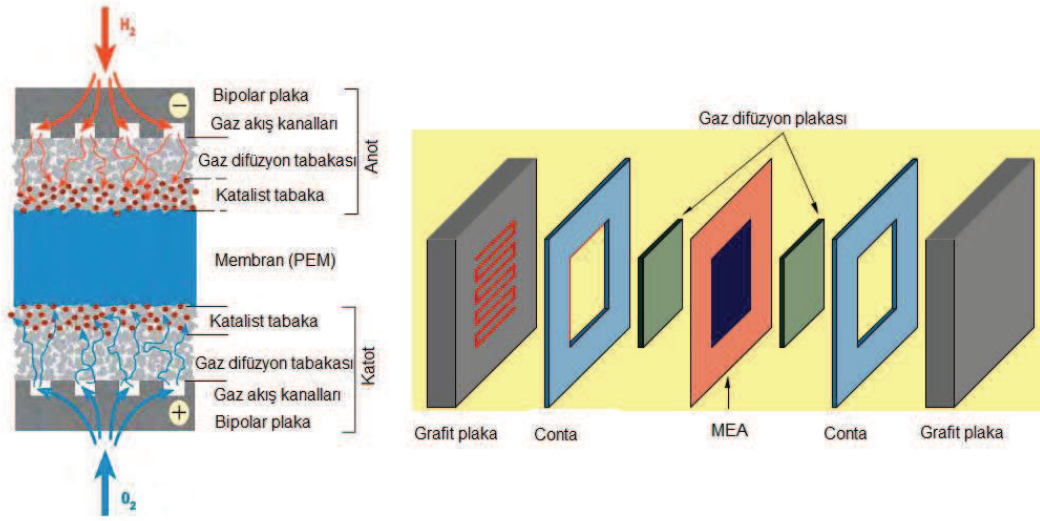 H2
−
Bipolar plaka
Gaz akış kanalları
Gaz difüzyon tabakası
Katalist tabaka
Anot
Membran (PEM)
Katalist tabaka
Gaz difüzyon tabakası
Gaz akış kanalları
Bipolar plaka
Katot
+
O2
Gaz difüzyon plakası
Grafit plaka
Conta
MEA
Conta
Grafit plaka